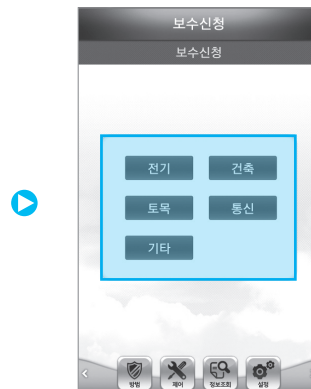 보수신청
보수신청
전기 건축
토목 통신
기타
방범 제어 정보조회 설정